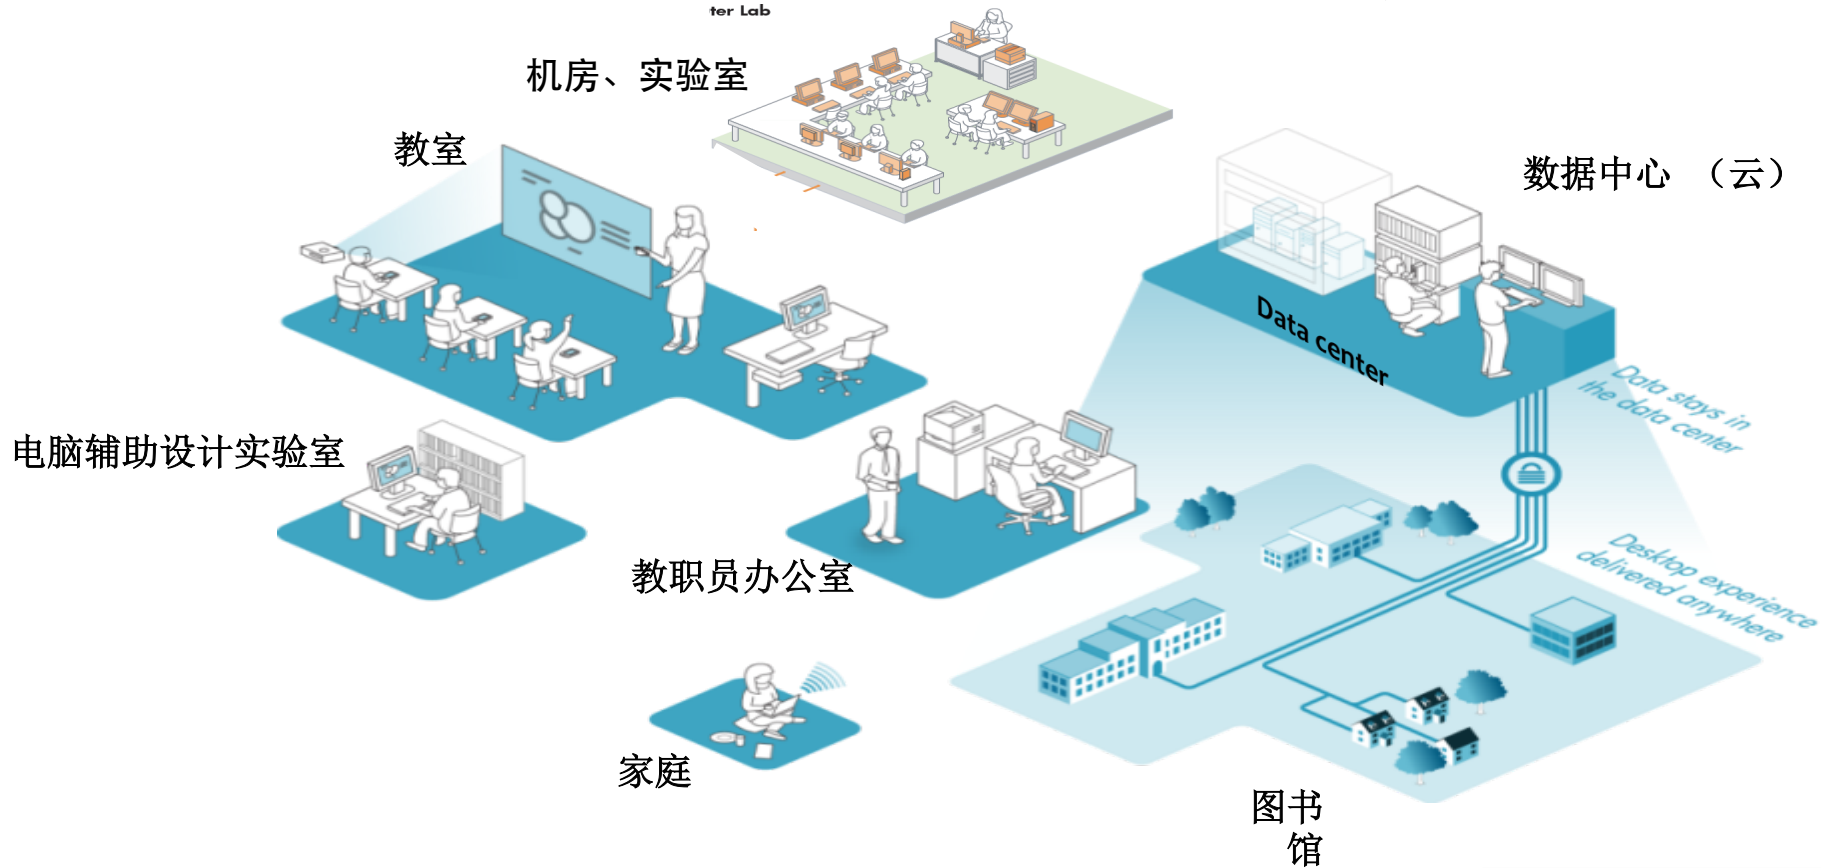 ter Lab
机房、实验室
教室
数据中心 （云）
Data center
Data stays in
the data center
电脑辅助设计实验室
教职员办公室
Desktop experience
delivered anywhere
家庭
图书
馆